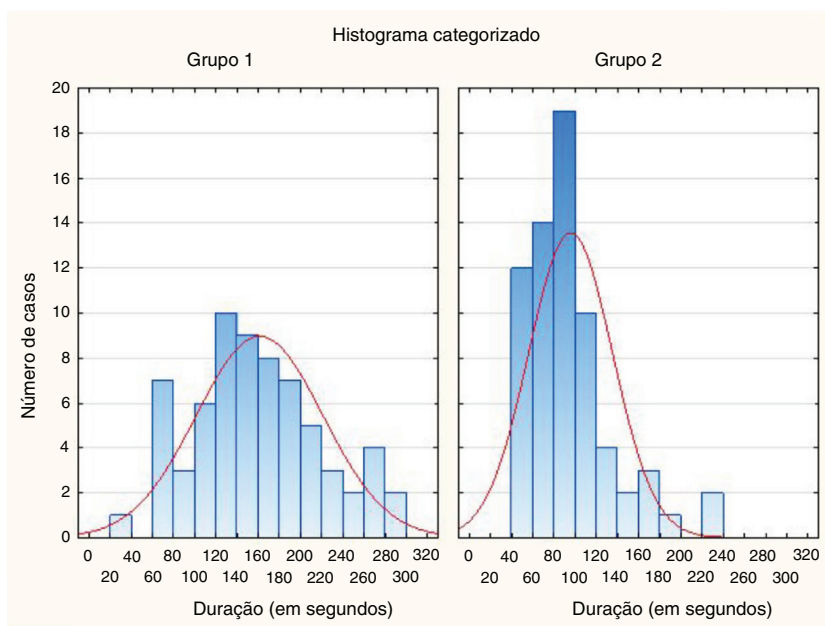 Histograma categorizado
Grupo 1
Grupo 2
Número de casos
20
18
16
14
12
10
8
6
4
2
0
0 40 80 120 160 200 240 280 320
20 60 100 140 180 220 260 300
0 40 80 120 160 200 280 320
20 60 100 140 180 220 240 260 300
Duração (em segundos)
Duração (em segundos)